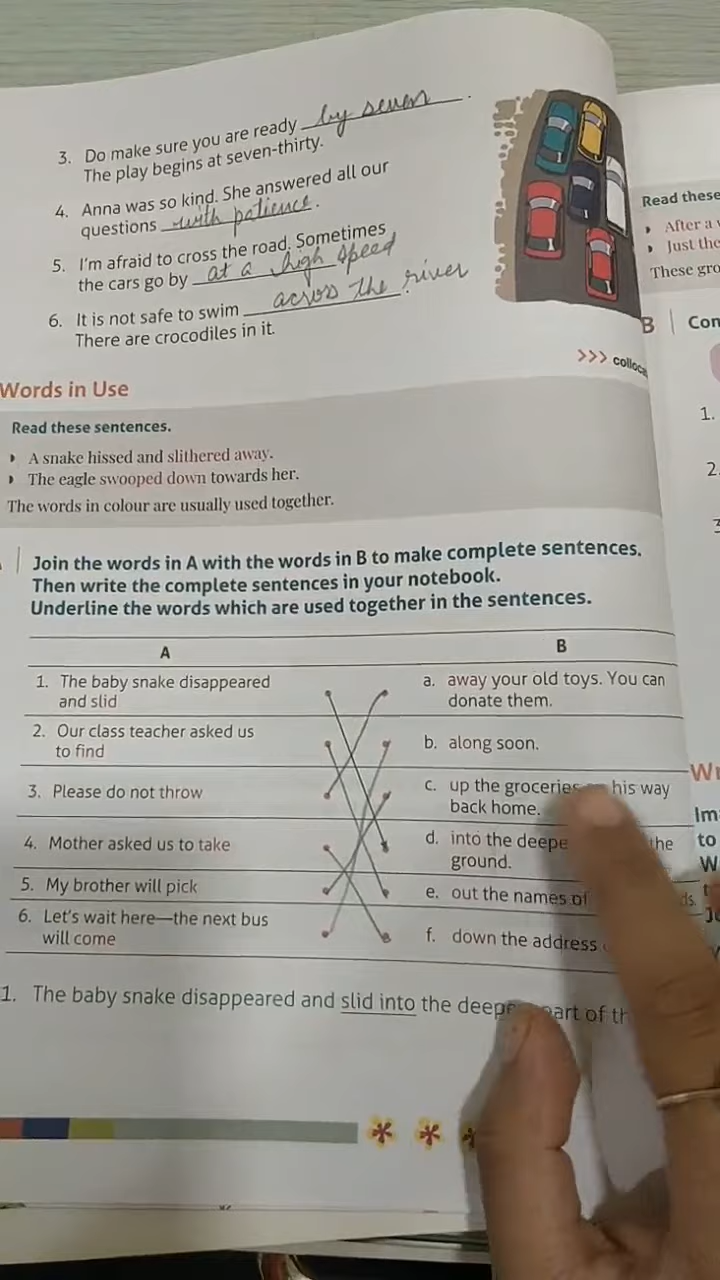 3. Do make sure you are ready by seven.
The play begins at seven-thirty.
4. Anna was so kind. She answered all our
questions with patience.
5. I'm afraid to cross the road. Sometimes
the cars go by at a high speed
6. It is not safe to swim across the river.
There are crocodiles in it.
>>> colloca
Words in Use
Read these sentences.
A snake hissed and slithered away.
The eagle swooped down towards her.
The words in colour are usually used together.
Join the words in A with the words in B to make complete sentences.
Then write the complete sentences in your notebook.
Underline the words which are used together in the sentences.
A B
1. The baby snake disappeared
and slid
a. away your old toys. You can
donate them.
2. Our class teacher asked us
to find
b. along soon.
3. Please do not throw
c. up the groceries his way
back home.
4. Mother asked us to take
d. into the deepe the
ground.
5. My brother will pick
e. out the names of ds.
6. Let's wait here—the next bus
will come
f. down the address
1. The baby snake disappeared and slid into the deepe part of th
Read these
After a
Just the
These gro
B Con
1.
2.
3
Im
to
W